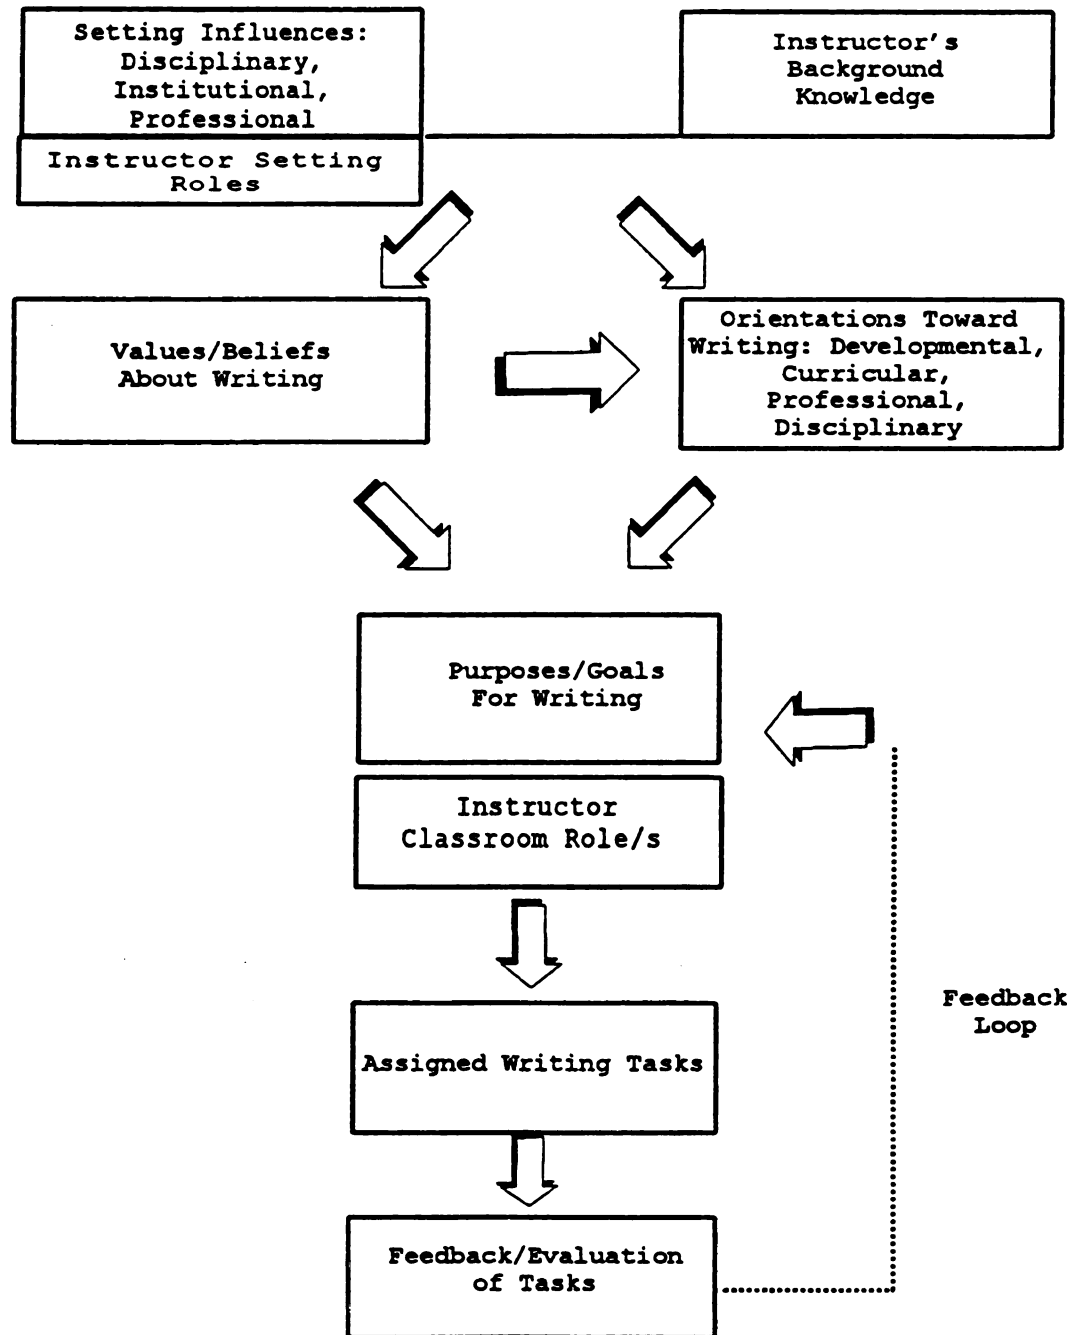 Setting Influences:
Disciplinary,
Institutional,
Professional
Instructor's
Background
Knowledge
Instructor Setting
Roles
Values/Beliefs
About Writing
Orientations Toward
Writing: Developmental,
Curricular,
Professional,
Disciplinary
Purposes/Goals
For Writing
Instructor
Classroom Role/s
Feedback
Loop
Assigned Writing Tasks
Feedback/Evaluation
of Tasks